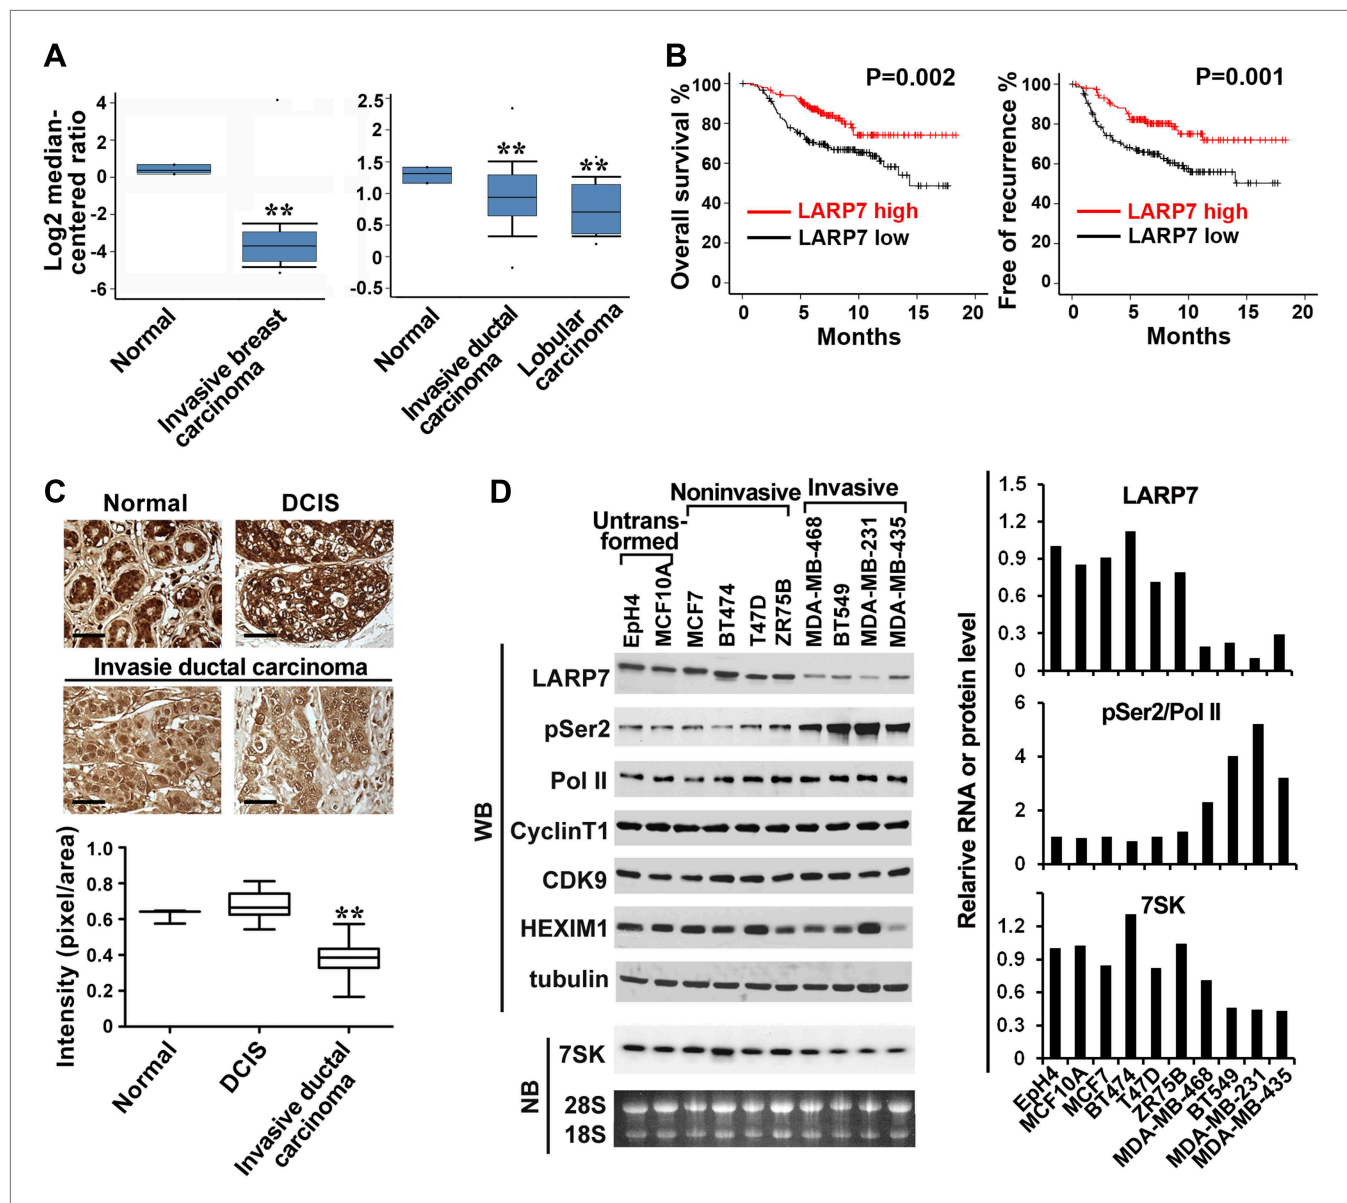 A
Log2 median-
centered ratio
4
2
0
-2
-4
-6
**
Normal
Invasive breast
carcinoma
2.5
2
1.5
1.0
0.5
0
-0.5
**
**
Normal
Invasive ductal
carcinoma
Lobular
carcinoma
B
Overall survival %
100
80
60
40
20
0
P=0.002
LARP7 high
LARP7 low
0 5 10 15 20
Months
Free of recurrence %
100
80
60
40
20
0
P=0.001
LARP7 high
LARP7 low
0 5 10 15 20
Months
C
Normal
DCIS
Invasie ductal carcinoma
Intensity (pixel/area)
1.0
0.8
0.6
0.4
0.2
0
**
Normal
DCIS
Invasive ductal
carcinoma
D
Untrans-
formed
Noninvasive
Invasive
EpH4
MCF10A
MCF7
BT474
T47D
ZR75B
MDA-MB-468
BT549
MDA-MB-231
MDA-MB-435
WB
LARP7
pSer2
Pol II
CyclinT1
CDK9
HEXIM1
tubulin
NB
7SK
28S
18S
Relarive RNA or protein level
LARP7
1.5
1.2
0.9
0.6
0.3
0
pSer2/Pol II
6
4
2
0
7SK
1.2
0.9
0.6
0.3
0
EpH4
MCF10A
MCF7
BT474
T47D
ZR75B
MDA-MB-468
BT549
MDA-MB-231
MDA-MB-435